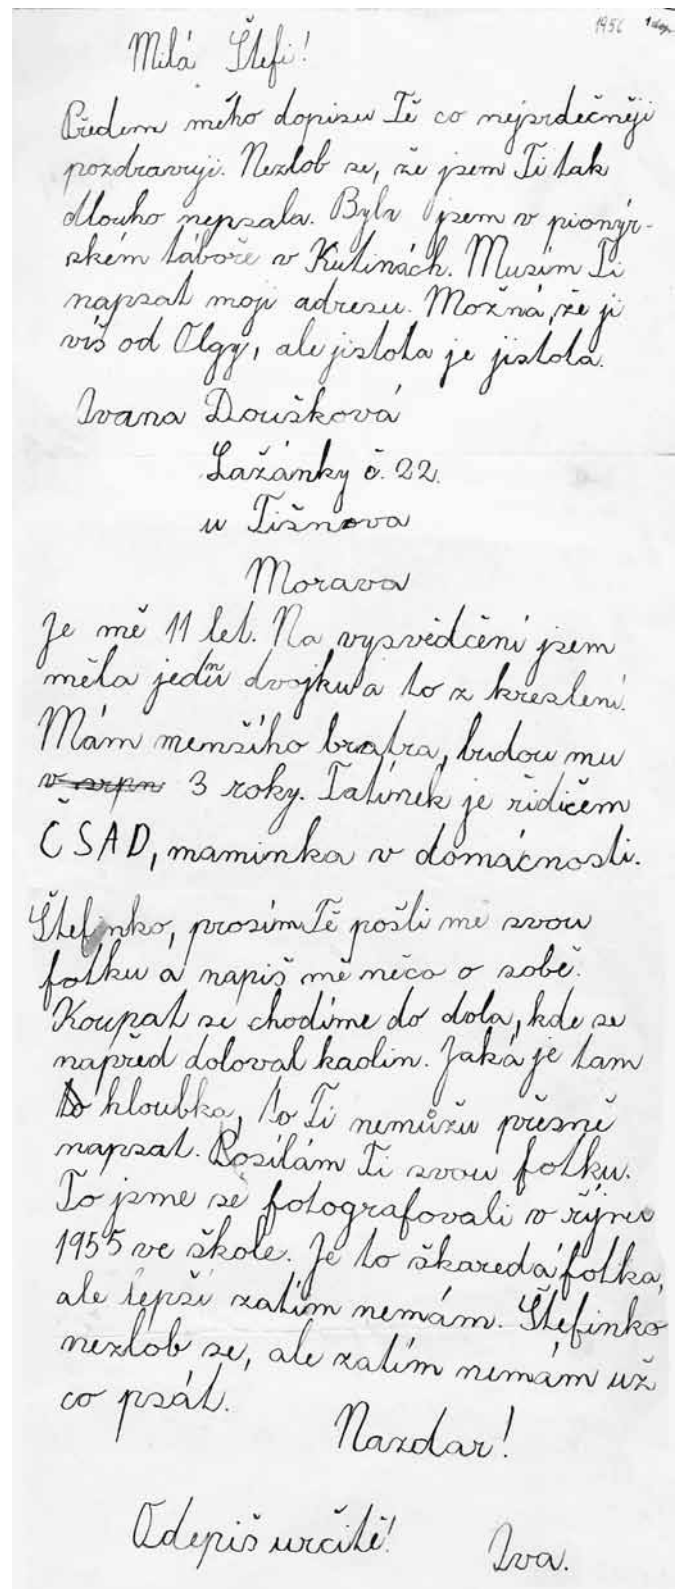 1956 1 dop.
Milá Štefi!
Předem mého dopisu Tě co nejsrdečněji
pozdravuji. Nezlob se, že jsem Ti tak
dlouho nepsala. Byla jsem v pionýr-
ském táboře v Kutinách. Musím Ti
napsat moji adresu. Možná, že ji
víš od Olgy, ale jistota je jistota.
Ivana Doušková
Lažánky č. 22.
u Tišnova
Morava
Je mě 11 let. Na vysvědčení jsem
měla jednu dvojku a to z kreslení.
Mám menšího bratra, budou mu
v srpn 3 roky. Tatínek je řidičem
ČSAD, maminka v domácnosti.
Štefinko, prosím Tě pošli mě svou
fotku a napiš mě něco o sobě.
Koupat se chodíme do dola, kde se
napřed doloval kaolin. Jaká je tam
to hloubka, to Ti nemůžu přesně
napsat. Posílám Ti svou fotku.
To jsme se fotografovali v říjnu
1955 ve škole. Je to škaredá fotka,
ale lepší zatím nemám. Štefinko
nezlob se, ale zatím nemám už
co psát.
Nazdar!
Odepiš určitě!
Iva.